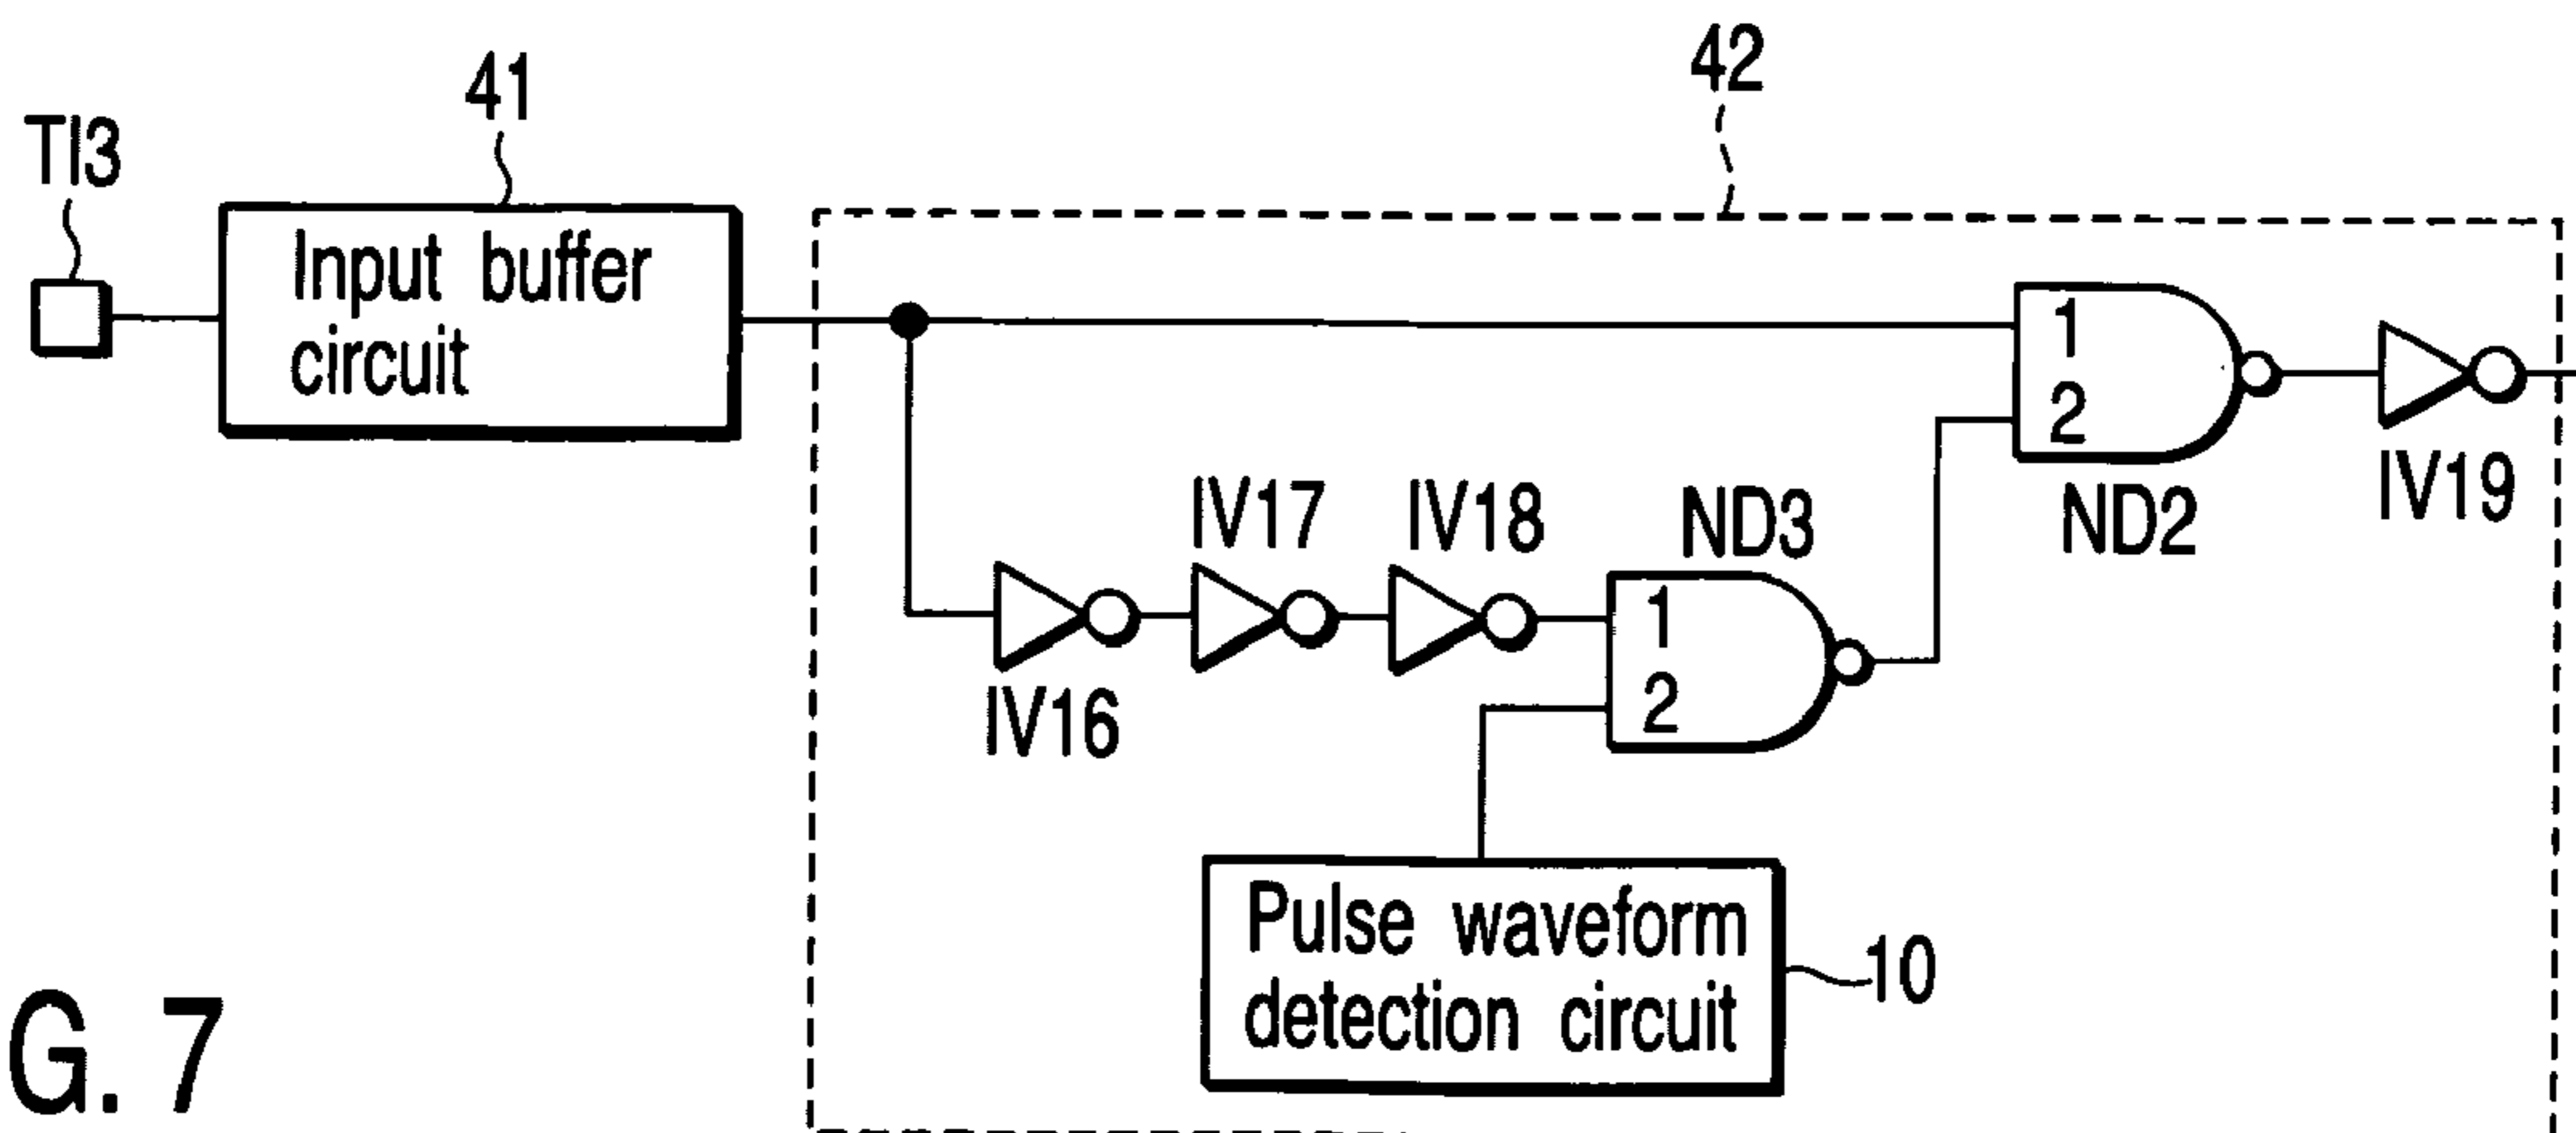 42
41
TI3
Input buffer
circuit
1
2
IV19
ND2
IV17
IV18
ND3
1
2
IV16
Pulse waveform
detection circuit
10
G. 7